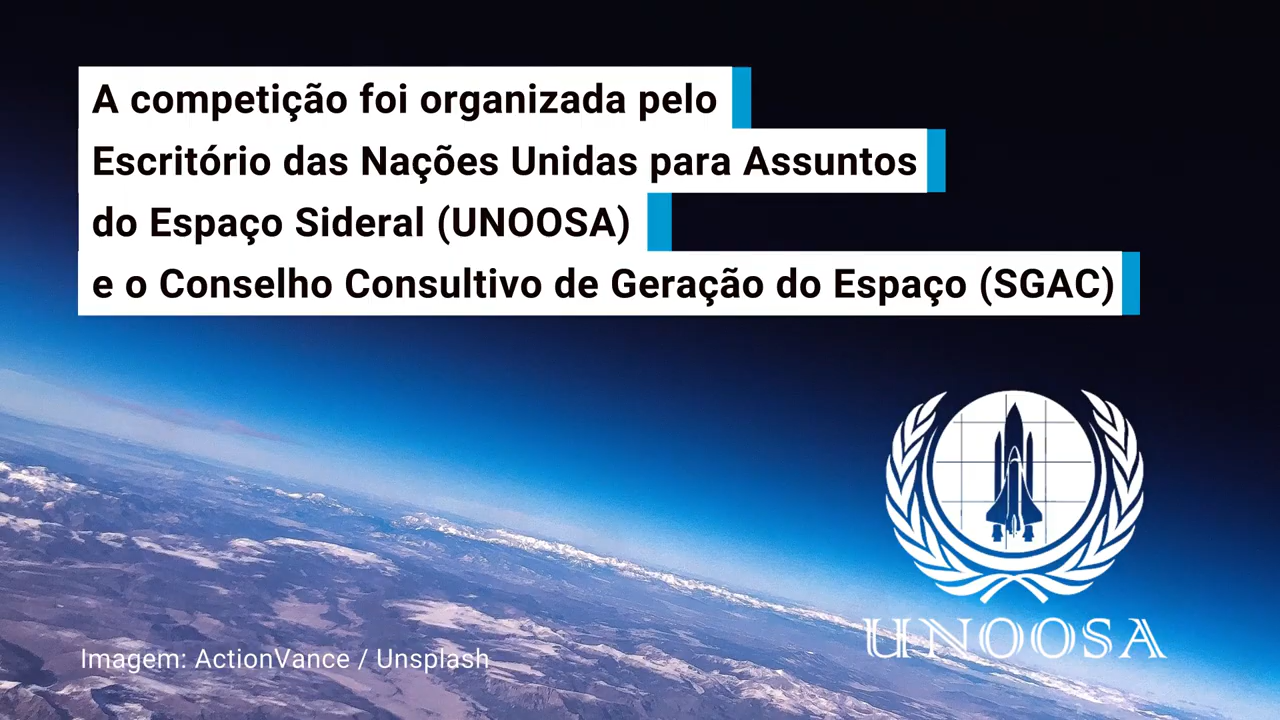 A competição foi organizada pelo
Escritório das Nações Unidas para Assuntos
do Espaço Sideral (UNOOSA)
e o Conselho Consultivo de Geração do Espaço (SGAC)
UNOOSA
Imagem: ActionVance / Unsplash